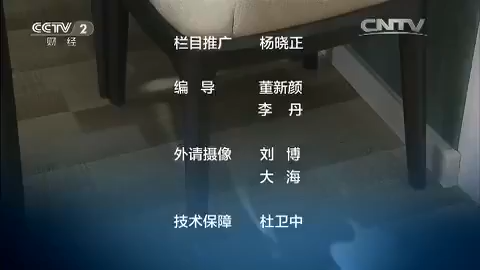 CCTV 2
财经
CNTV
栏目推广 杨晓正
编 导 董新颜
李 丹
外请摄像 刘 博
大 海
技术保障 杜卫中